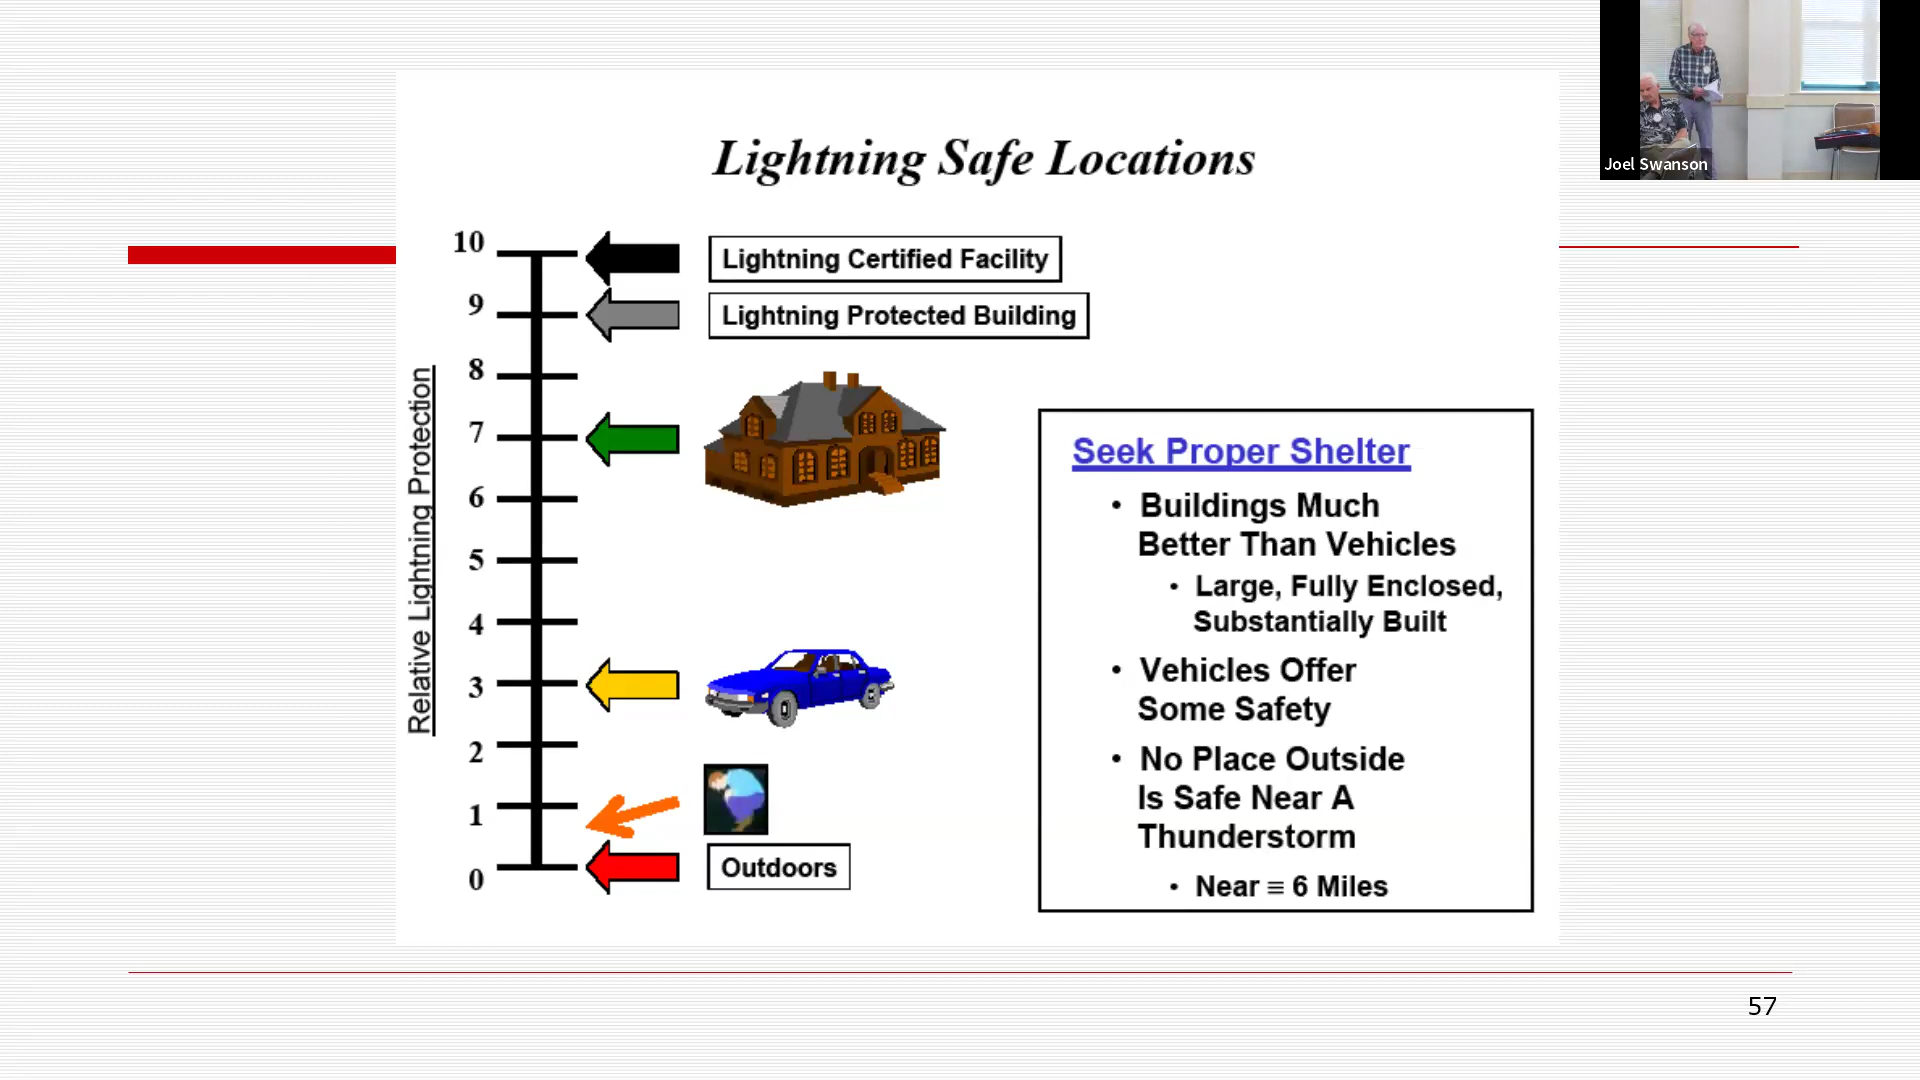 Joel Swanson
Lightning Safe Locations
Relative Lightning Protection
10
9
8
7
6
5
4
3
2
1
0
Lightning Certified Facility
Lightning Protected Building
Outdoors
Seek Proper Shelter
• Buildings Much
Better Than Vehicles
• Large, Fully Enclosed,
Substantially Built
• Vehicles Offer
Some Safety
• No Place Outside
Is Safe Near A
Thunderstorm
• Near ≡ 6 Miles
57